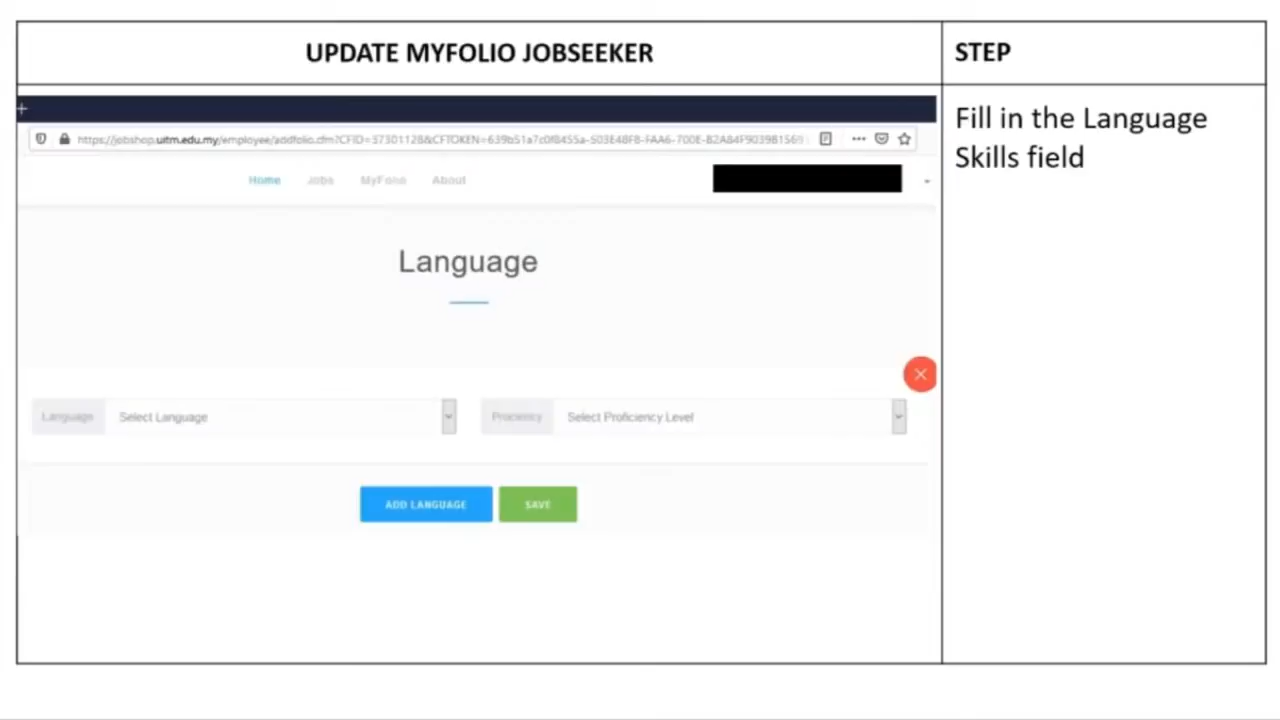 UPDATE MYFOLIO JOBSEEKER
STEP
Fill in the Language
Skills field
Home Jobs MyFolio About
Language
Language Select Language
Prociency Select Proficiency Level
ADD LANGUAGE SAVE